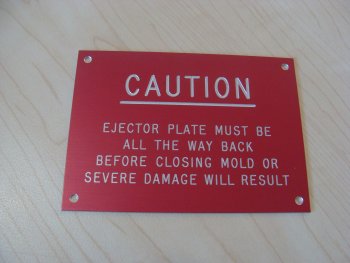 CAUTION
EJECTOR PLATE MUST BE
ALL THE WAY BACK
BEFORE CLOSING MOLD OR
SEVERE DAMAGE WILL RESULT